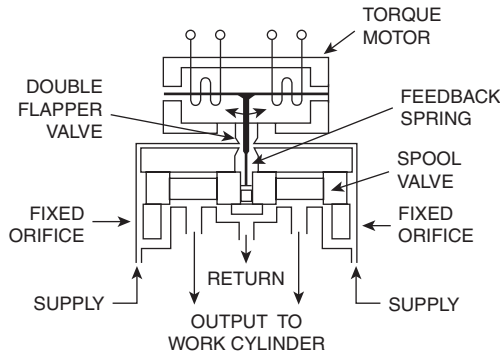 TORQUE
MOTOR
DOUBLE
FLAPPER
VALVE
FEEDBACK
SPRING
SPOOL
VALVE
FIXED
ORIFICE
FIXED
ORIFICE
RETURN
SUPPLY
SUPPLY
OUTPUT TO
WORK CYLINDER